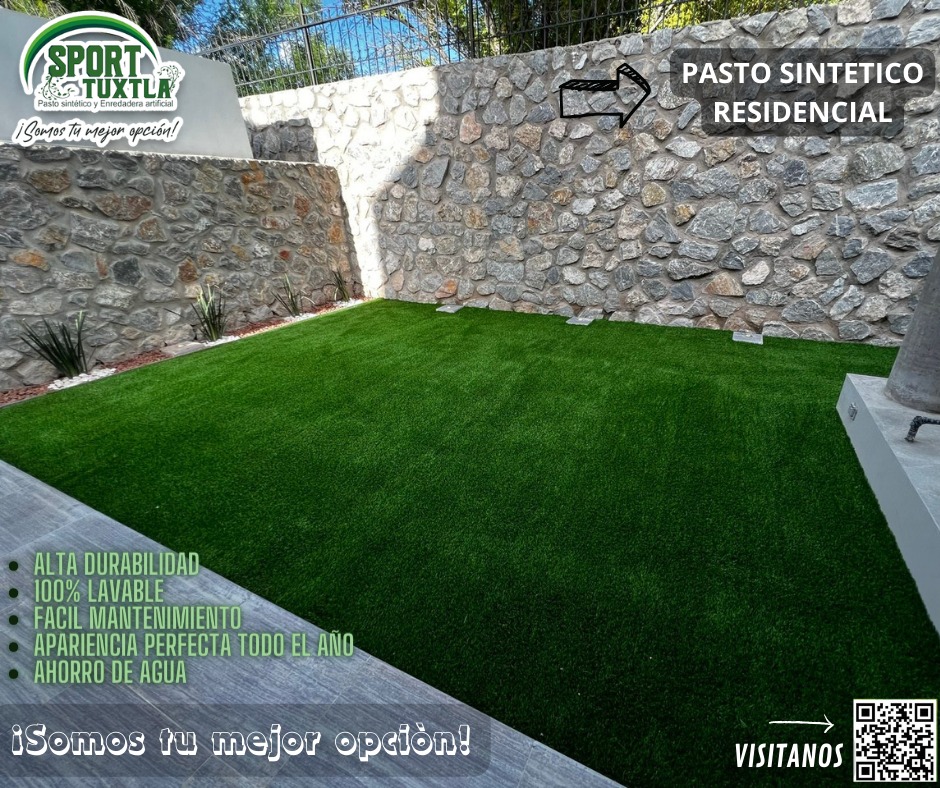 SPORT
TUXTLA
Pasto sintético y Enredadera artificial
¡Somos tú mejor opción!
PASTO SINTETICO
RESIDENCIAL
• ALTA DURABILIDAD
• 100% LAVABLE
• FACIL MANTENIMIENTO
• APARIENCIA PERFECTA TODO EL AÑO
• AHORRO DE AGUA
¡Somos tu mejor opciòn!
VISITANOS